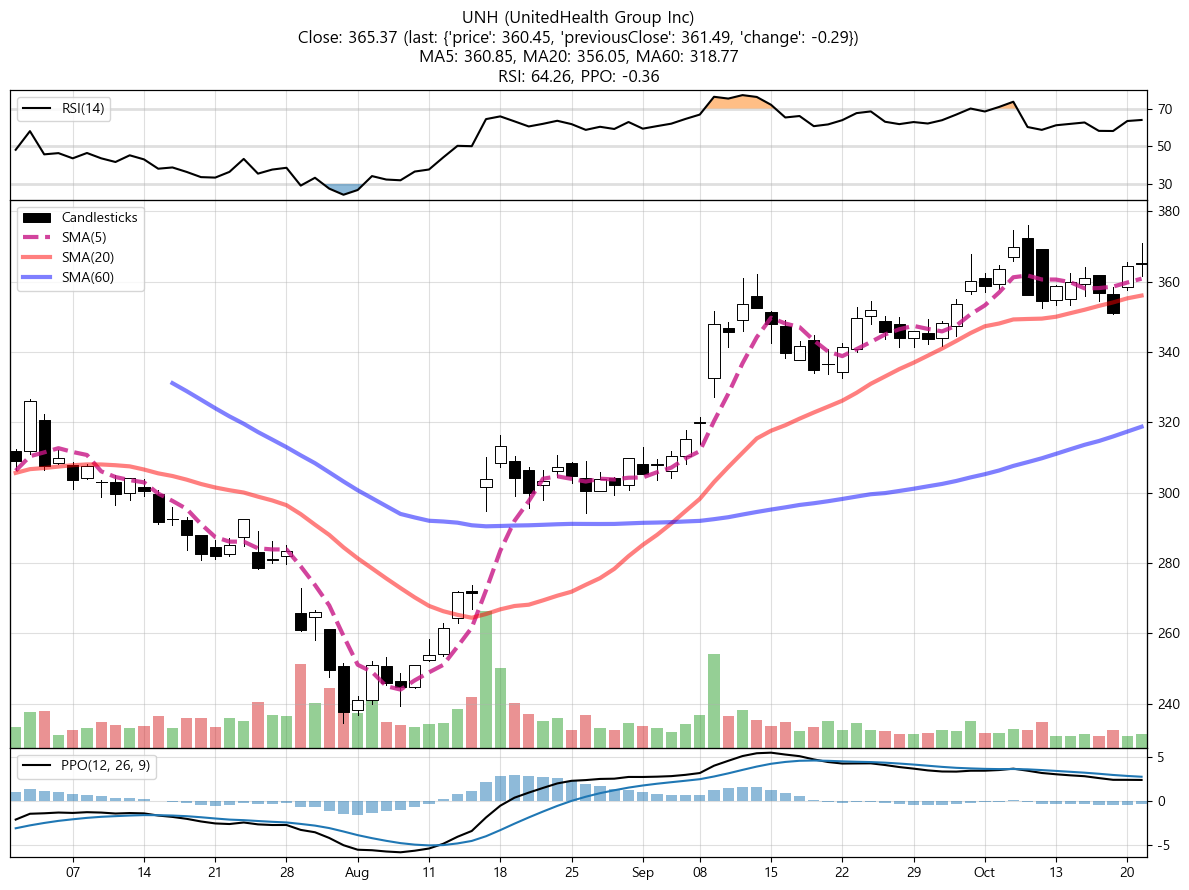 UNH (UnitedHealth Group Inc)
Close: 365.37 (last: {'price': 360.45, 'previousClose': 361.49, 'change': -0.29})
MA5: 360.85, MA20: 356.05, MA60: 318.77
RSI: 64.26, PPO: -0.36
RSI(14)
70
50
30
Candlesticks
SMA(5)
SMA(20)
SMA(60)
380
360
340
320
300
280
260
240
PPO(12, 26, 9)
5
0
-5
07 14 21 28 Aug 11 18 25 Sep 08 15 22 29 Oct 13 20